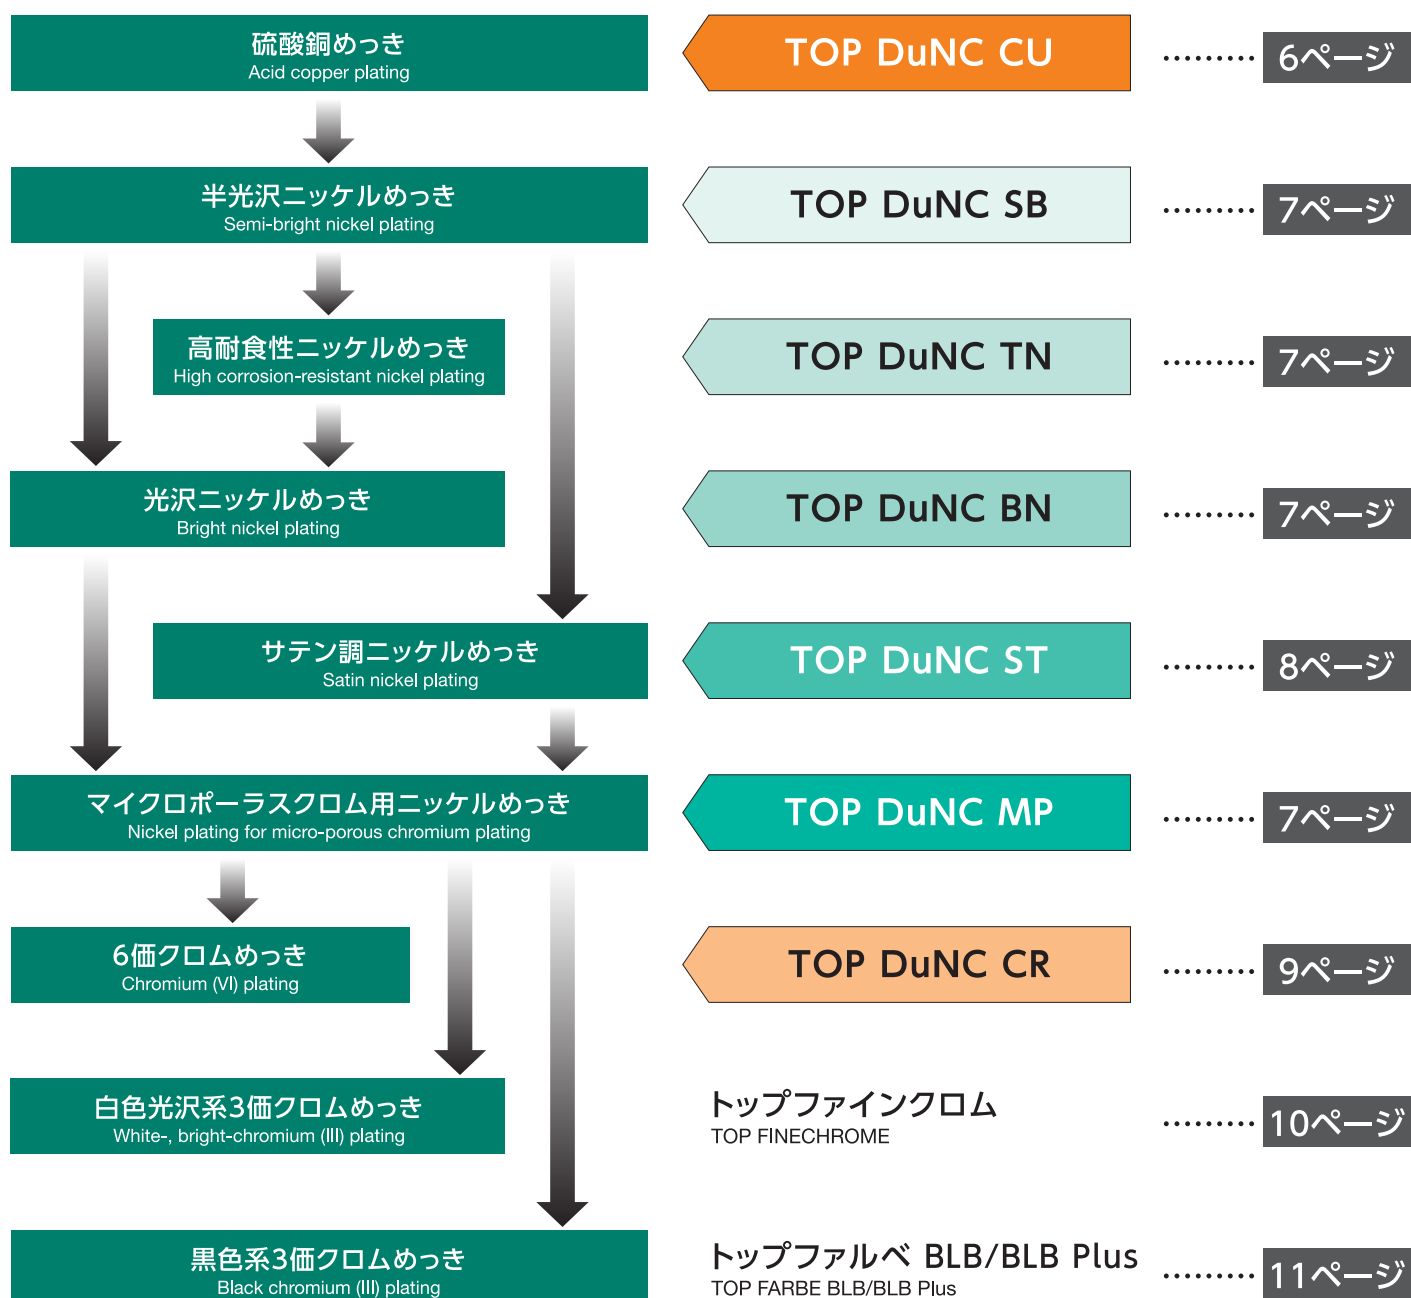 硫酸銅めっき
Acid copper plating
TOP DuNC CU
6ページ
半光沢ニッケルめっき
Semi-bright nickel plating
TOP DuNC SB
7ページ
高耐食性ニッケルめっき
High corrosion-resistant nickel plating
TOP DuNC TN
7ページ
光沢ニッケルめっき
Bright nickel plating
TOP DuNC BN
7ページ
サテン調ニッケルめっき
Satin nickel plating
TOP DuNC ST
8ページ
マイクロポーラスクロム用ニッケルめっき
Nickel plating for micro-porous chromium plating
TOP DuNC MP
7ページ
6価クロムめっき
Chromium (VI) plating
TOP DuNC CR
9ページ
白色光沢系3価クロムめっき
White-, bright-chromium (III) plating
トップファインクロム
TOP FINECHROME
10ページ
黒色系3価クロムめっき
Black chromium (III) plating
トップファルベ BLB/BLB Plus
TOP FARBE BLB/BLB Plus
11ページ